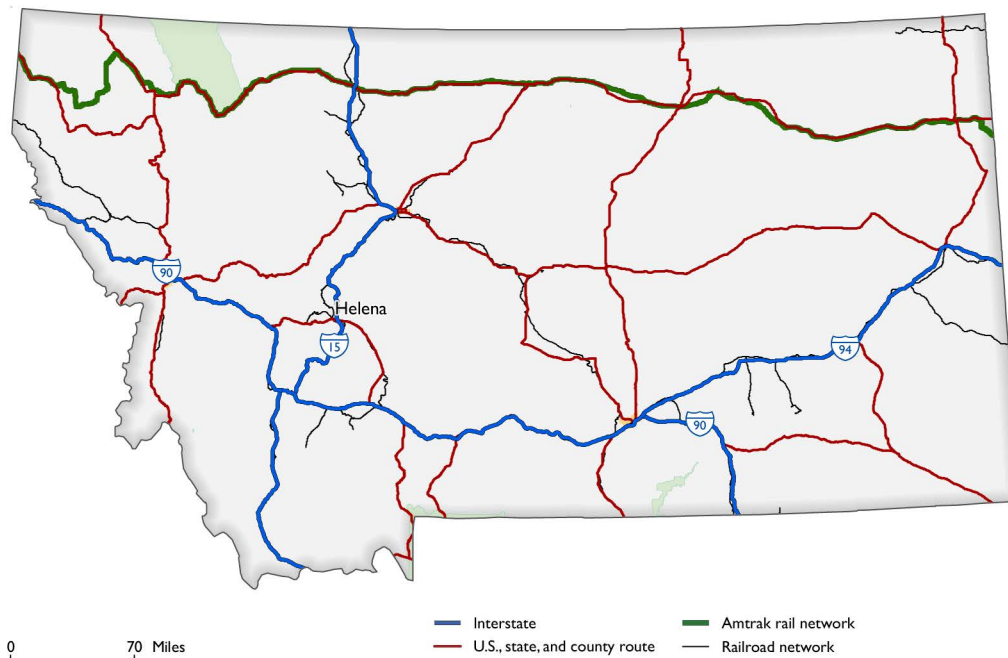 90
Helena
15
94
90
Interstate
Amtrak rail network
0 70 Miles
U.S., state, and county route
Railroad network